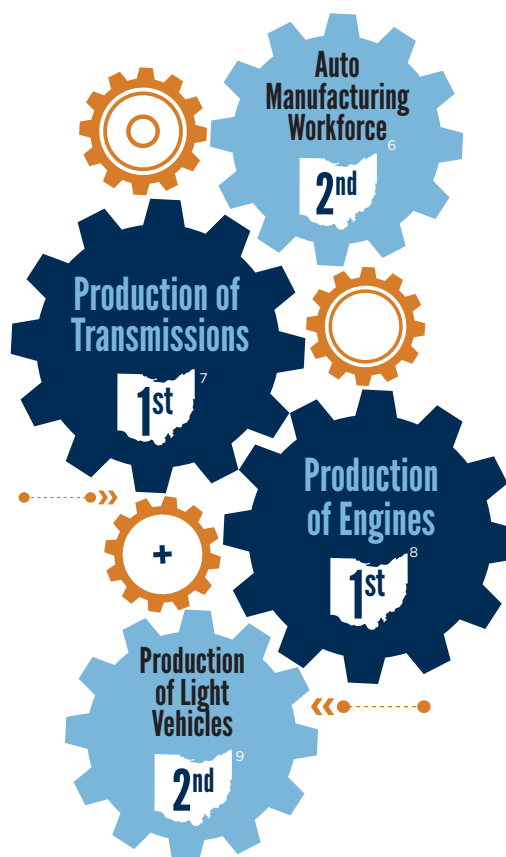 Auto
Manufacturing
Workforce
6
2nd
Production of
Transmissions
7
1st
Production
of Engines
8
1st
+
Production
of Light
Vehicles
9
2nd